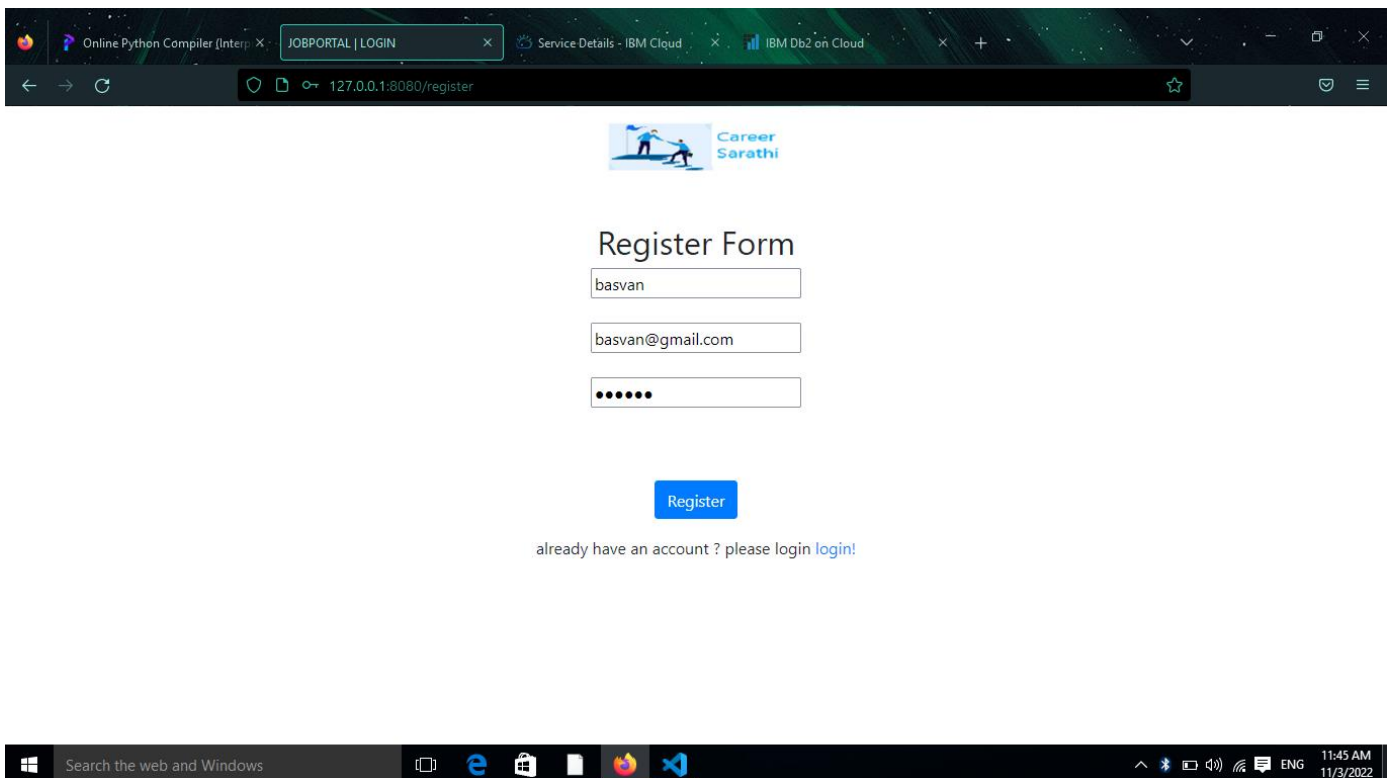 Online Python Compiler (Interp
JOBPORTAL | LOGIN
Service Details - IBM Cloud
IBM Db2 on Cloud
127.0.0.1:8080/register
Career
Sarathi
Register Form
basvan
basvan@gmail.com
••••••
Register
already have an account ? please login login!
Search the web and Windows
ENG
11:45 AM
11/3/2022